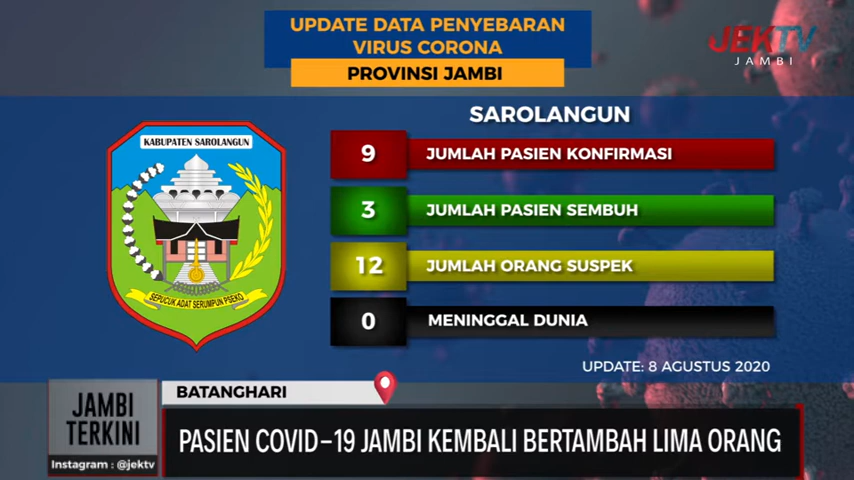 UPDATE DATA PENYEBARAN
VIRUS CORONA
PROVINSI JAMBI
JEKTV
JAMBI
SAROLANGUN
KABUPATEN SAROLANGUN
SEPUCUK ADAT SERUMPUN PSEKO
9 JUMLAH PASIEN KONFIRMASI
3 JUMLAH PASIEN SEMBUH
12 JUMLAH ORANG SUSPEK
0 MENINGGAL DUNIA
UPDATE: 8 AGUSTUS 2020
JAMBI
TERKINI
Instagram : @jektv
BATANGHARI
PASIEN COVID-19 JAMBI KEMBALI BERTAMBAH LIMA ORANG